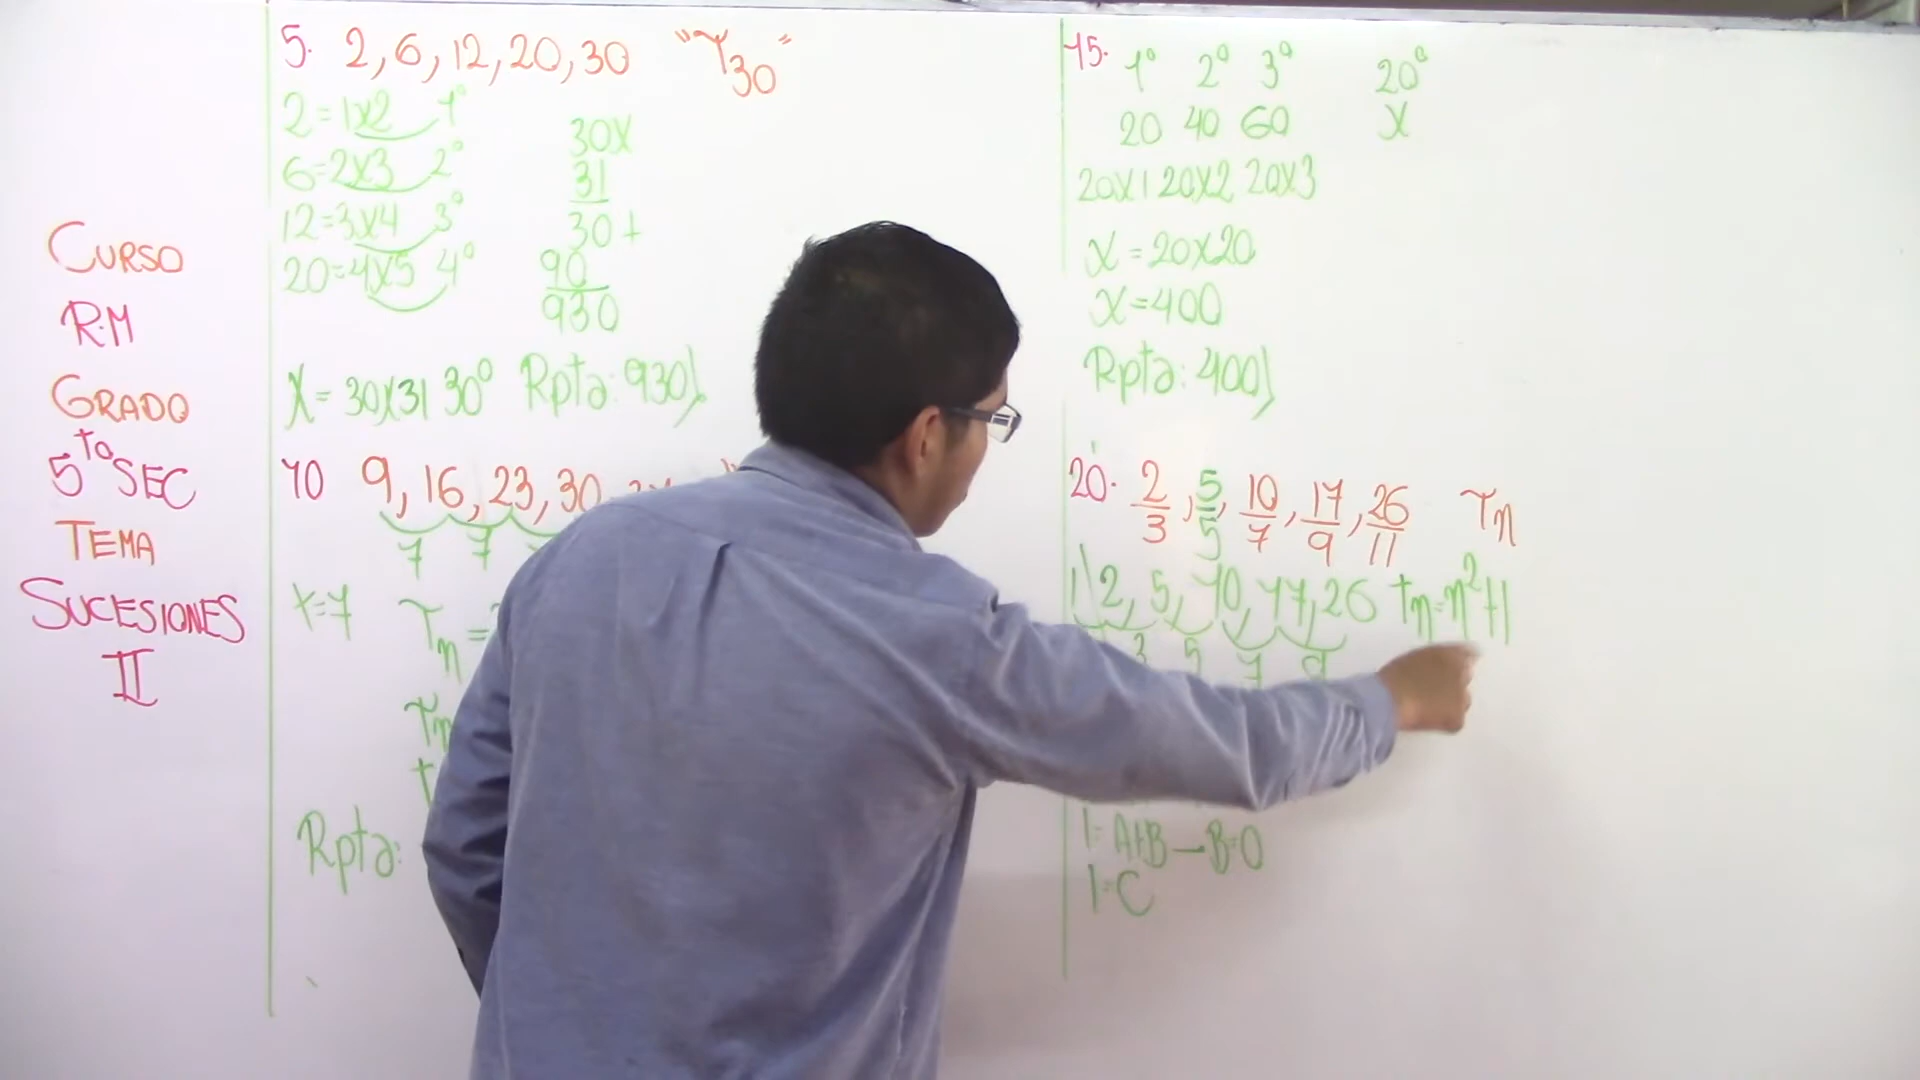 CURSO
R.M
GRADO
5to SEC
TEMA
SUCESIONES
II
5. 2, 6, 12, 20, 30 "T30"
2=1x2 1°
6=2x3 2°
12=3x4 3°
20=4x5 4°
30x
31
30+
90
930
X=30x31 30° Rpta: 930
10 9, 16, 23, 30
7 7
r=7 Tn=
Tn
t
Rpta:
15. 1° 2° 3° 20°
20 40 60 X
20x1 20x2 20x3
X=20x20
X=400
Rpta: 400
20. 2/3, 5/5, 10/7, 17/9, 26/11 Tn
1) 2, 5, 10, 17, 26 tn=n²+1
3 5 7 9
1=A+B—B=0
1=C